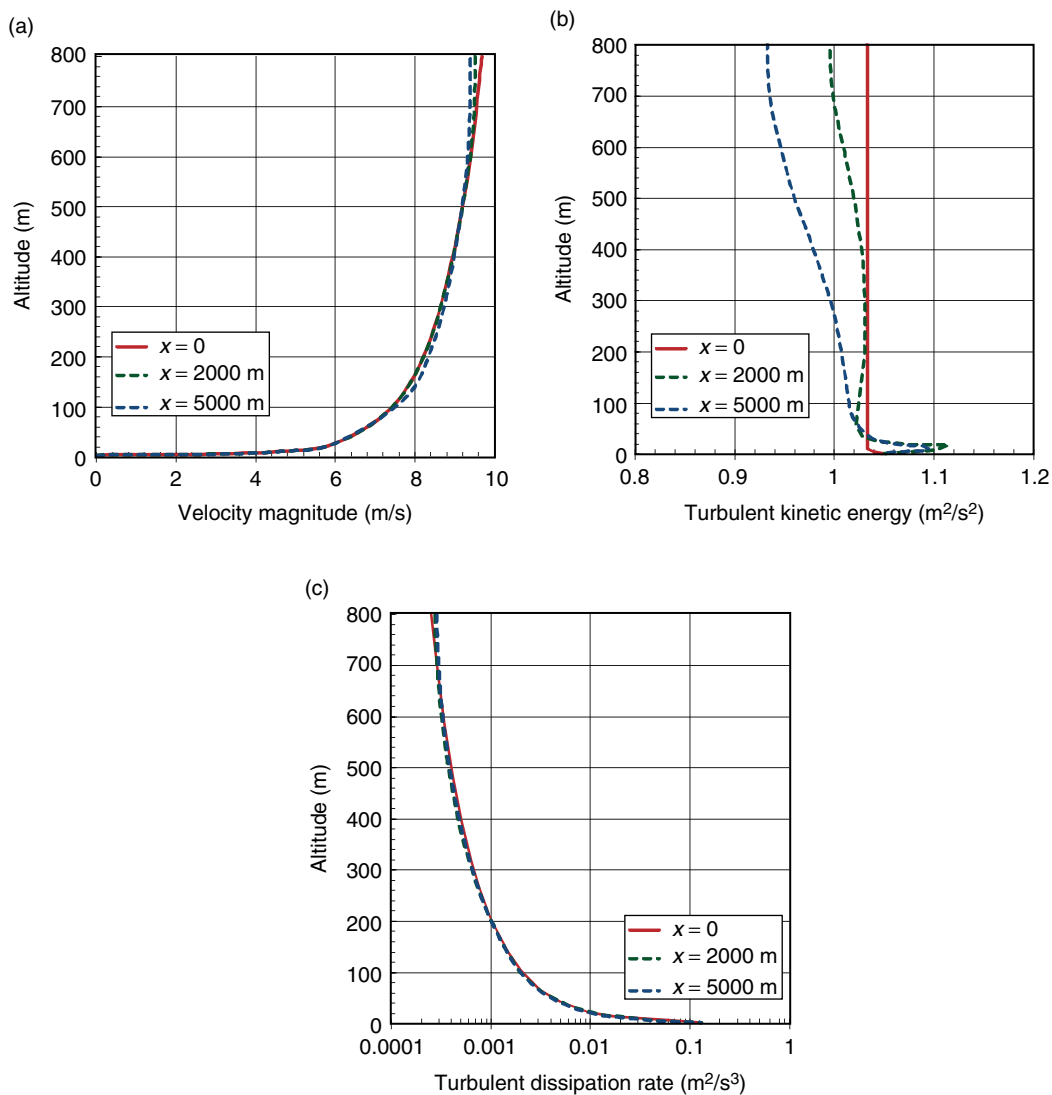 (a)
800
700
600
500
400
300
200
100
0
Altitude (m)
x = 0
x = 2000 m
x = 5000 m
0 2 4 6 8 10
Velocity magnitude (m/s)
(b)
800
700
600
500
400
300
200
100
0
Altitude (m)
x = 0
x = 2000 m
x = 5000 m
0.8 0.9 1 1.1 1.2
Turbulent kinetic energy (m²/s²)
(c)
800
700
600
500
400
300
200
100
0
Altitude (m)
x = 0
x = 2000 m
x = 5000 m
0.0001 0.001 0.01 0.1 1
Turbulent dissipation rate (m²/s³)